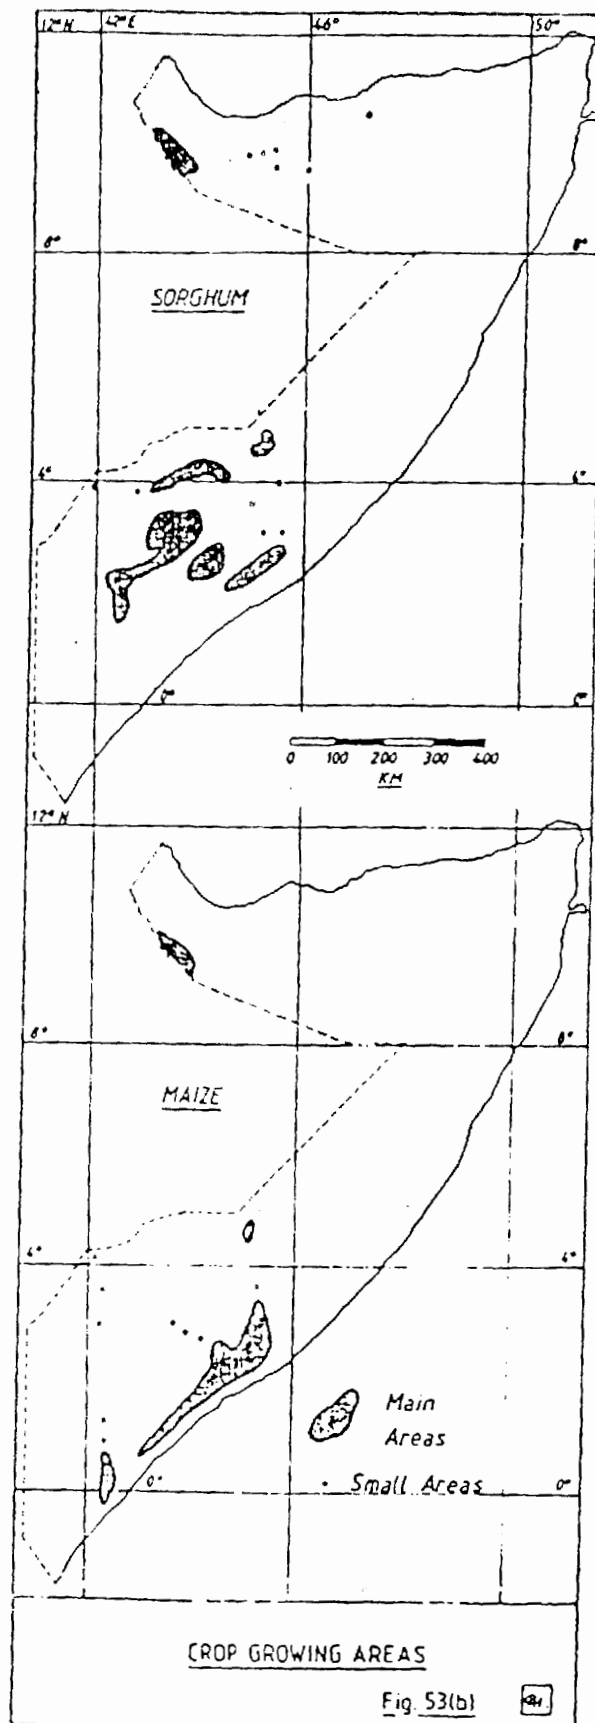 12° N 42° E 46° 50°
8° 8°
SORGHUM
4° 4°
0° 0°
0 100 200 300 400
KM
12° N
8° 8°
MAIZE
4° 4°
Main
Areas
0° 0°
Small Areas
CROP GROWING AREAS
Fig. 53(b)